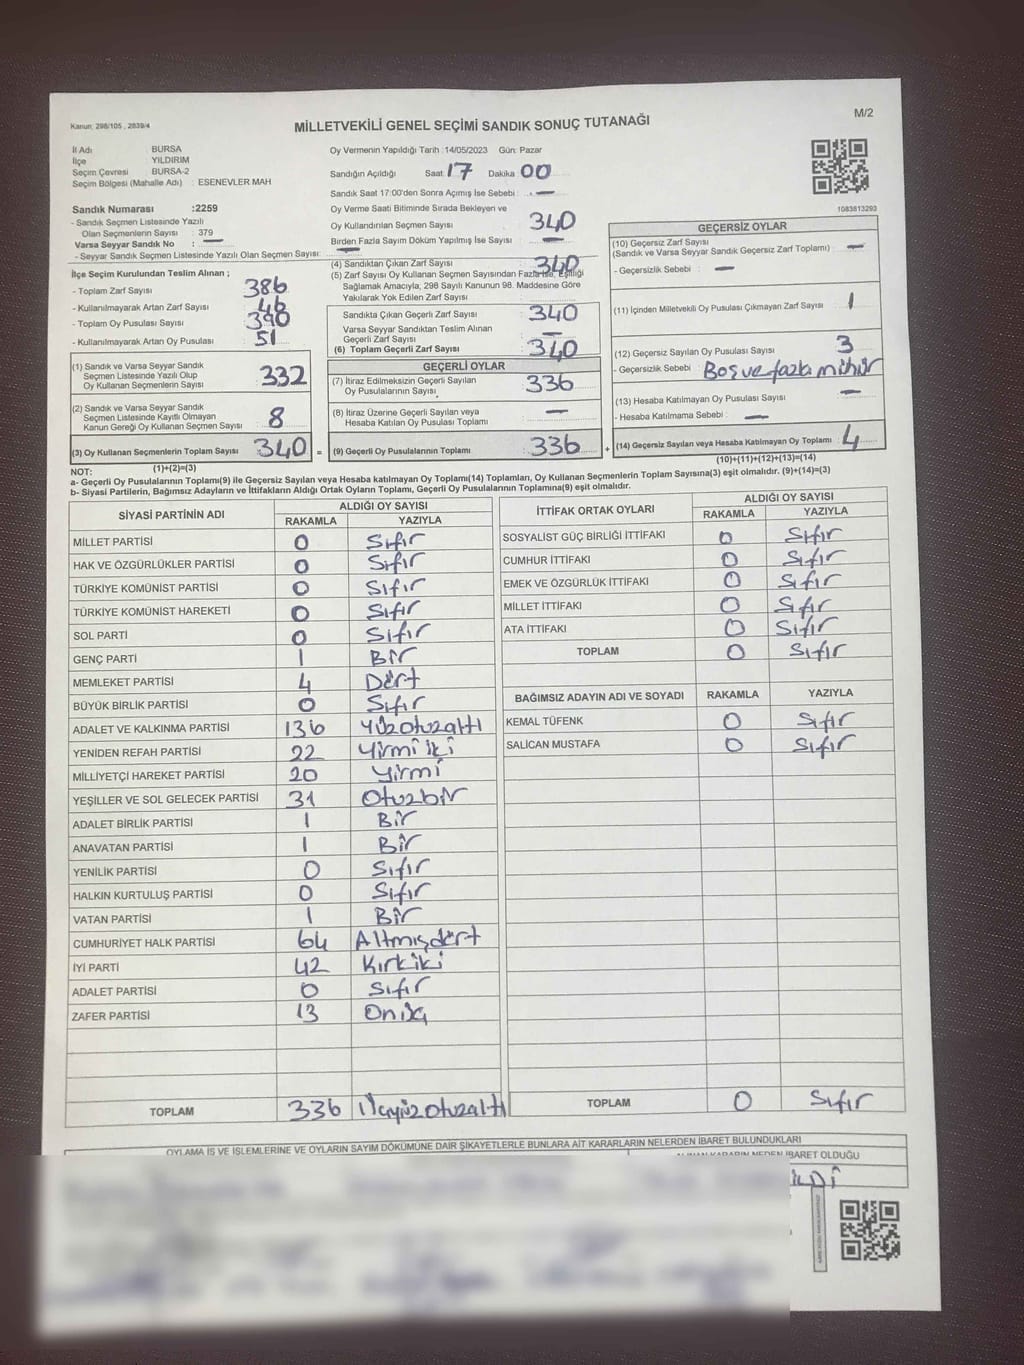 Kanun: 298/105 , 2839/4
MİLLETVEKİLİ GENEL SEÇİMİ SANDIK SONUÇ TUTANAĞI
M/2
İl Adı : BURSA
İlçe : YILDIRIM
Seçim Çevresi : BURSA-2
Seçim Bölgesi (Mahalle Adı) : ESENEVLER MAH
Sandık Numarası :2259
- Sandık Seçmen Listesinde Yazılı
Olan Seçmenlerin Sayısı : 379
Varsa Seyyar Sandık No : —
- Seyyar Sandık Seçmen Listesinde Yazılı Olan Seçmen Sayısı: —
Oy Vermenin Yapıldığı Tarih :14/05/2023 Gün: Pazar
Sandığın Açıldığı Saat 17 Dakika 00
Sandık Saat 17:00'den Sonra Açımış İse Sebebi : —
Oy Verme Saati Bitiminde Sırada Bekleyen ve
Oy Kullandırılan Seçmen Sayısı : 340
Birden Fazla Sayım Döküm Yapılmış İse Sayısı : —
1083813293
İlçe Seçim Kurulundan Teslim Alınan ;
- Toplam Zarf Sayısı : 386
- Kullanılmayarak Artan Zarf Sayısı : 46
- Toplam Oy Pusulası Sayısı : 390
- Kullanılmayarak Artan Oy Pusulası : 51
(1) Sandık ve Varsa Seyyar Sandık
Seçmen Listesinde Yazılı Olup
Oy Kullanan Seçmenlerin Sayısı : 332
(2) Sandık ve Varsa Seyyar Sandık
Seçmen Listesinde Kayıtlı Olmayan
Kanun Gereği Oy Kullanan Seçmen Sayısı : 8
(3) Oy Kullanan Seçmenlerin Toplam Sayısı : 340
(1)+(2)=(3)
(4) Sandıktan Çıkan Zarf Sayısı : 340
(5) Zarf Sayısı Oy Kullanan Seçmen Sayısından Fazla İse, Eşitliği
Sağlamak Amacıyla, 298 Sayılı Kanunun 98. Maddesine Göre
Yakılarak Yok Edilen Zarf Sayısı :
Sandıkta Çıkan Geçerli Zarf Sayısı : 340
Varsa Seyyar Sandıktan Teslim Alınan
Geçerli Zarf Sayısı : —
(6) Toplam Geçerli Zarf Sayısı : 340
GEÇERLİ OYLAR
(7) İtiraz Edilmeksizin Geçerli Sayılan
Oy Pusulalarının Sayısı : 336
(8) İtiraz Üzerine Geçerli Sayılan veya
Hesaba Katılan Oy Pusulası Toplamı : —
= (9) Geçerli Oy Pusulalarının Toplamı : 336
GEÇERSİZ OYLAR
(10) Geçersiz Zarf Sayısı
(Sandık ve Varsa Seyyar Sandık Geçersiz Zarf Toplamı) : —
- Geçersizlik Sebebi : —
(11) İçinden Milletvekili Oy Pusulası Çıkmayan Zarf Sayısı : 1
(12) Geçersiz Sayılan Oy Pusulası Sayısı : 3
- Geçersizlik Sebebi : Boş ve fazla mühür
(13) Hesaba Katılmayan Oy Pusulası Sayısı : —
- Hesaba Katılmama Sebebi : —
+ (14) Geçersiz Sayılan veya Hesaba Katılmayan Oy Toplamı : 4
(10)+(11)+(12)+(13)=(14)
NOT:
a- Geçerli Oy Pusulalarının Toplamı(9) ile Geçersiz Sayılan veya Hesaba katılmayan Oy Toplamı(14) Toplamları, Oy Kullanan Seçmenlerin Toplam Sayısına(3) eşit olmalıdır. (9)+(14)=(3)
b- Siyasi Partilerin, Bağımsız Adayların ve İttifakların Aldığı Ortak Oyların Toplamı, Geçerli Oy Pusulalarının Toplamına(9) eşit olmalıdır.
SİYASİ PARTİNİN ADI ALDIĞI OY SAYISI
RAKAMLA YAZIYLA
MİLLET PARTİSİ 0 Sıfır
HAK VE ÖZGÜRLÜKLER PARTİSİ 0 Sıfır
TÜRKİYE KOMÜNİST PARTİSİ 0 Sıfır
TÜRKİYE KOMÜNİST HAREKETİ 0 Sıfır
SOL PARTİ 0 Sıfır
GENÇ PARTİ 1 Bir
MEMLEKET PARTİSİ 4 Dört
BÜYÜK BİRLİK PARTİSİ 0 Sıfır
ADALET VE KALKINMA PARTİSİ 136 Yüzotuzaltı
YENİDEN REFAH PARTİSİ 22 Yirmi iki
MİLLİYETÇİ HAREKET PARTİSİ 20 Yirmi
YEŞİLLER VE SOL GELECEK PARTİSİ 31 Otuzbir
ADALET BİRLİK PARTİSİ 1 Bir
ANAVATAN PARTİSİ 1 Bir
YENİLİK PARTİSİ 0 Sıfır
HALKIN KURTULUŞ PARTİSİ 0 Sıfır
VATAN PARTİSİ 1 Bir
CUMHURİYET HALK PARTİSİ 64 Altmışdört
İYİ PARTİ 42 Kırkiki
ADALET PARTİSİ 0 Sıfır
ZAFER PARTİSİ 13 Onüç
TOPLAM 336 Üçyüzotuzaltı
İTTİFAK ORTAK OYLARI ALDIĞI OY SAYISI
RAKAMLA YAZIYLA
SOSYALİST GÜÇ BİRLİĞİ İTTİFAKI 0 Sıfır
CUMHUR İTTİFAKI 0 Sıfır
EMEK VE ÖZGÜRLÜK İTTİFAKI 0 Sıfır
MİLLET İTTİFAKI 0 Sıfır
ATA İTTİFAKI 0 Sıfır
TOPLAM 0 Sıfır
BAĞIMSIZ ADAYIN ADI VE SOYADI RAKAMLA YAZIYLA
KEMAL TÜFENK 0 Sıfır
SALİCAN MUSTAFA 0 Sıfır
TOPLAM 0 Sıfır
OYLAMA İŞ VE İŞLEMLERİNE VE OYLARIN SAYIM DÖKÜMÜNE DAİR ŞİKAYETLERLE BUNLARA AİT KARARLARIN NELERDEN İBARET BULUNDUKLARI
ALINAN KARARIN NEDEN İBARET OLDUĞU
İLDİ